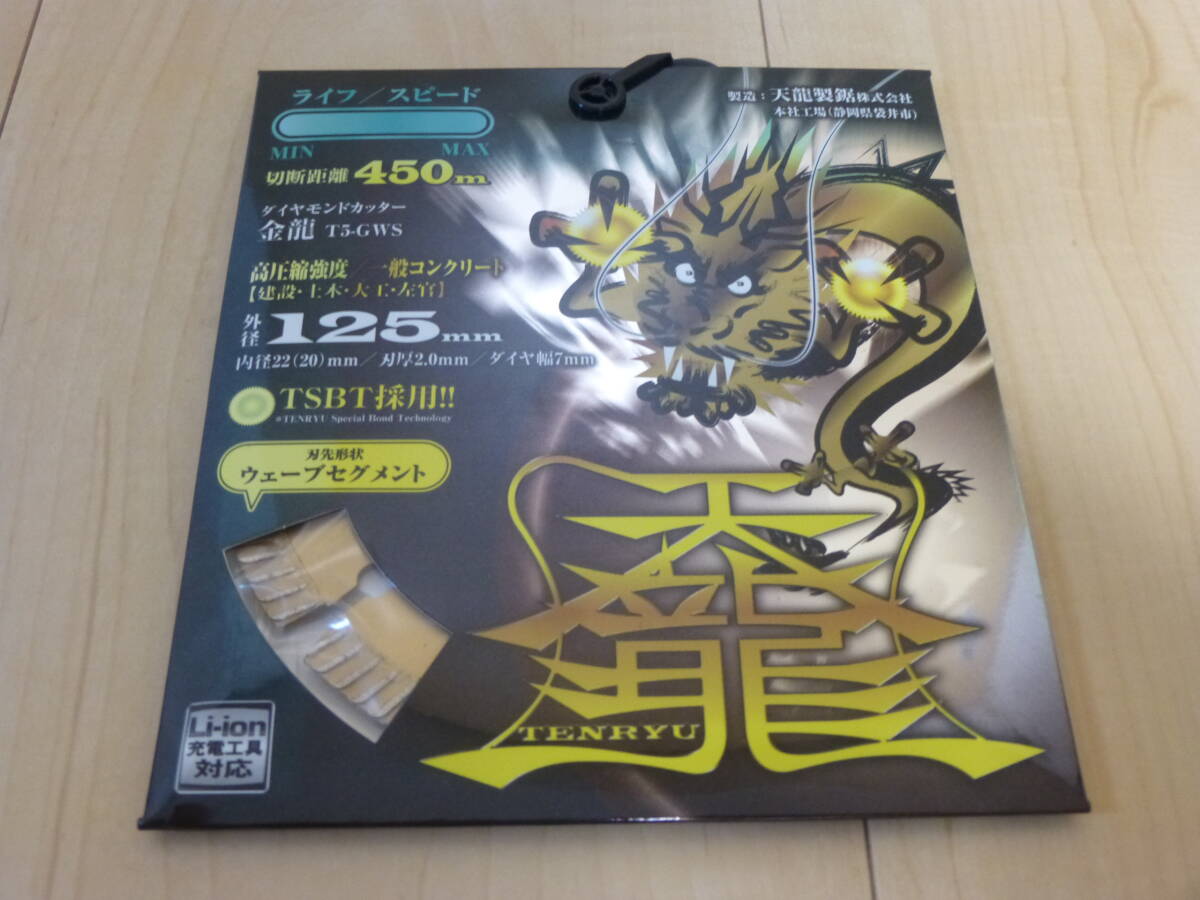 ライフ/スピード
MIN MAX
切断距離 450m
ダイヤモンドカッター
金龍 T5-GWS
高圧縮強度/一般コンクリート
【建設・土木・大工・左官】
外径 125mm
内径22(20)mm/刃厚2.0mm/ダイヤ幅7mm
TSBT採用!!
※TENRYU Special Bond Technology
刃先形状
ウェーブセグメント
Li-ion
充電工具
対応
製造:天龍製鋸株式会社
本社工場(静岡県袋井市)
天龍
TENRYU